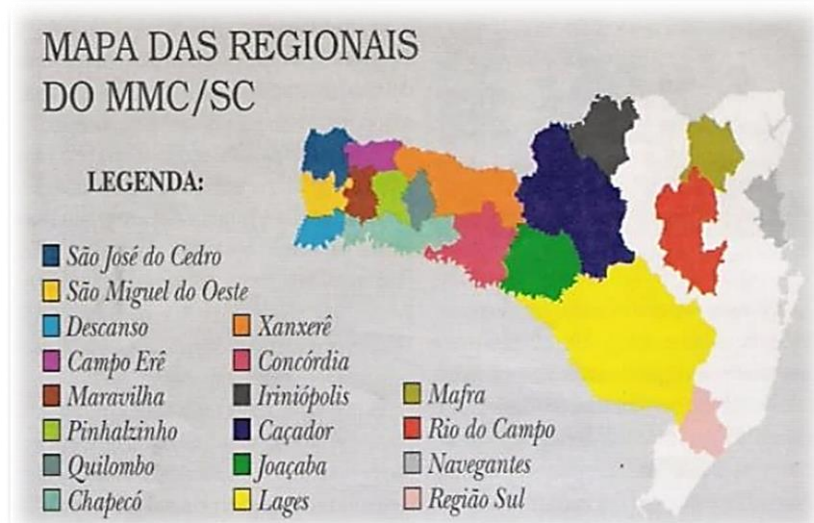 MAPA DAS REGIONAIS
DO MMC/SC
LEGENDA:
São José do Cedro
São Miguel do Oeste
Descanso
Campo Erê
Maravilha
Pinhalzinho
Quilombo
Chapecó
Xanxerê
Concórdia
Iriniópolis
Caçador
Joaçaba
Lages
Mafra
Rio do Campo
Navegantes
Região Sul